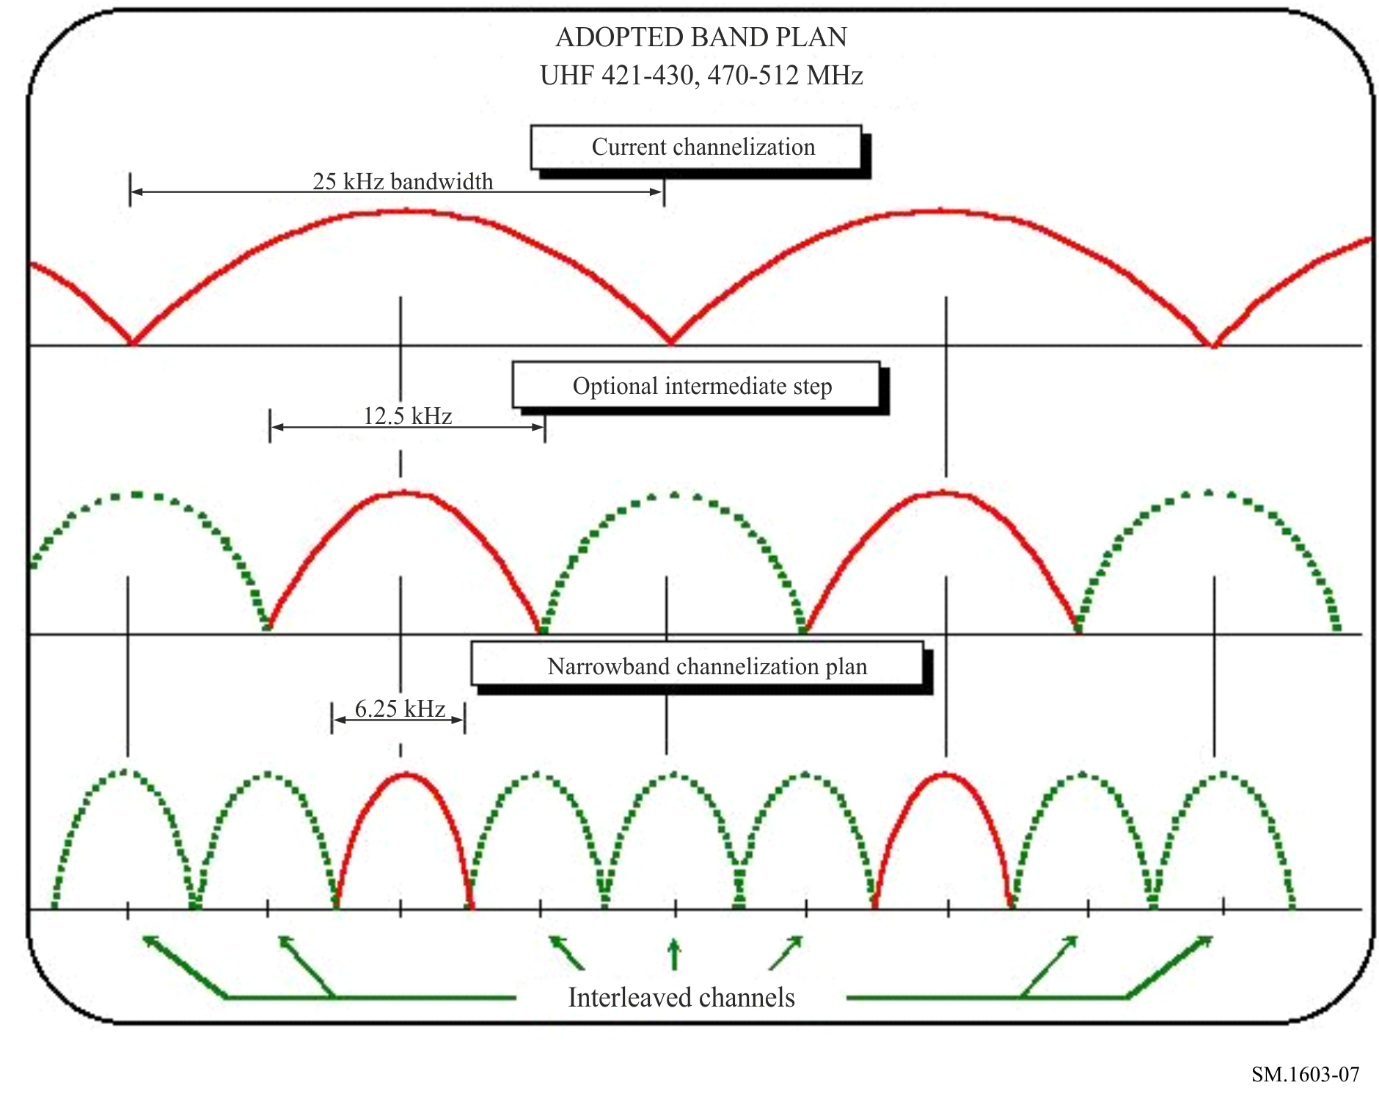 ADOPTED BAND PLAN
UHF 421-430, 470-512 MHz
Current channelization
25 kHz bandwidth
Optional intermediate step
12.5 kHz
Narrowband channelization plan
6.25 kHz
Interleaved channels
SM.1603-07